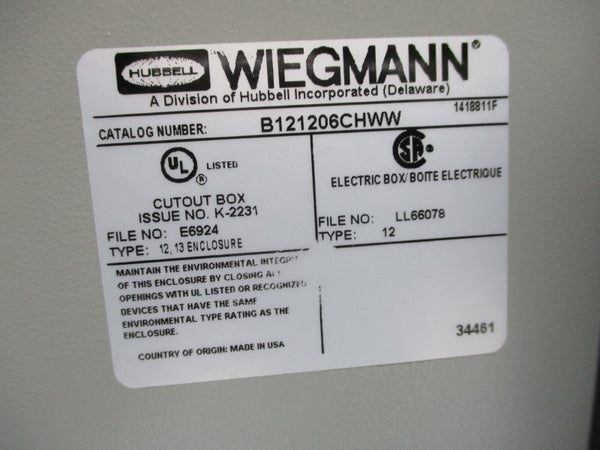 HUBBELL WIEGMANN®
A Division of Hubbell Incorporated (Delaware)
1418811F
CATALOG NUMBER: B121206CHWW
UL ® LISTED
CUTOUT BOX
ISSUE NO. K-2231
FILE NO: E6924
TYPE: 12, 13 ENCLOSURE
MAINTAIN THE ENVIRONMENTAL
OF THIS ENCLOSURE BY CLOSING
OPENINGS WITH UL LISTED OR RECOGNIZED
DEVICES THAT HAVE THE SAME
ENVIRONMENTAL TYPE RATING AS THE
ENCLOSURE.
COUNTRY OF ORIGIN: MADE IN USA
SA ®
ELECTRIC BOX/BOITE ELECTRIQUE
FILE NO: LL66078
TYPE: 12
34461